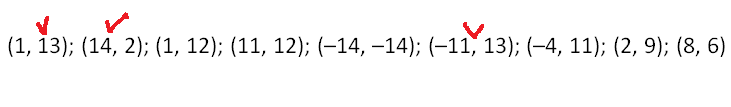 (1, 13); (14, 2); (1, 12); (11, 12); (–14, –14); (–11, 13); (–4, 11); (2, 9); (8, 6)